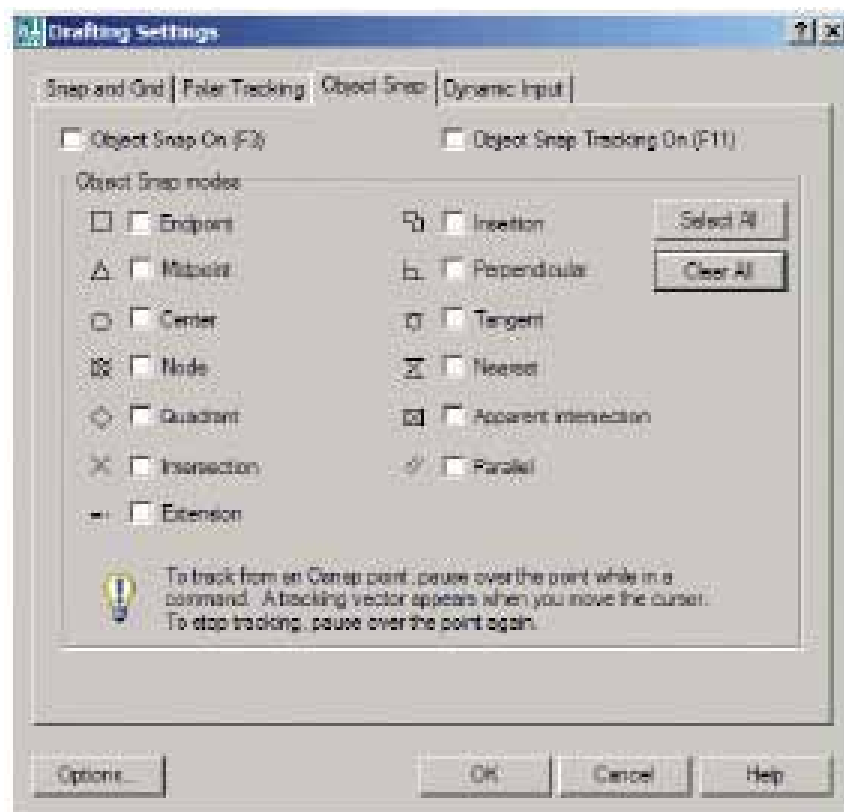 Drafting Settings
Snap and Grid Polar Tracking Object Snap Dynamic Input
Object Snap On (F3) Object Snap Tracking On (F11)
Object Snap modes
Endpoint Insertion Select All
Midpoint Perpendicular Clear All
Center Tangent
Node Nearest
Quadrant Apparent intersection
Intersection Parallel
Extension
To track from an Osnap point, pause over the point while in a
command. A tracking vector appears when you move the cursor.
To stop tracking, pause over the point again.
Options... OK Cancel Help